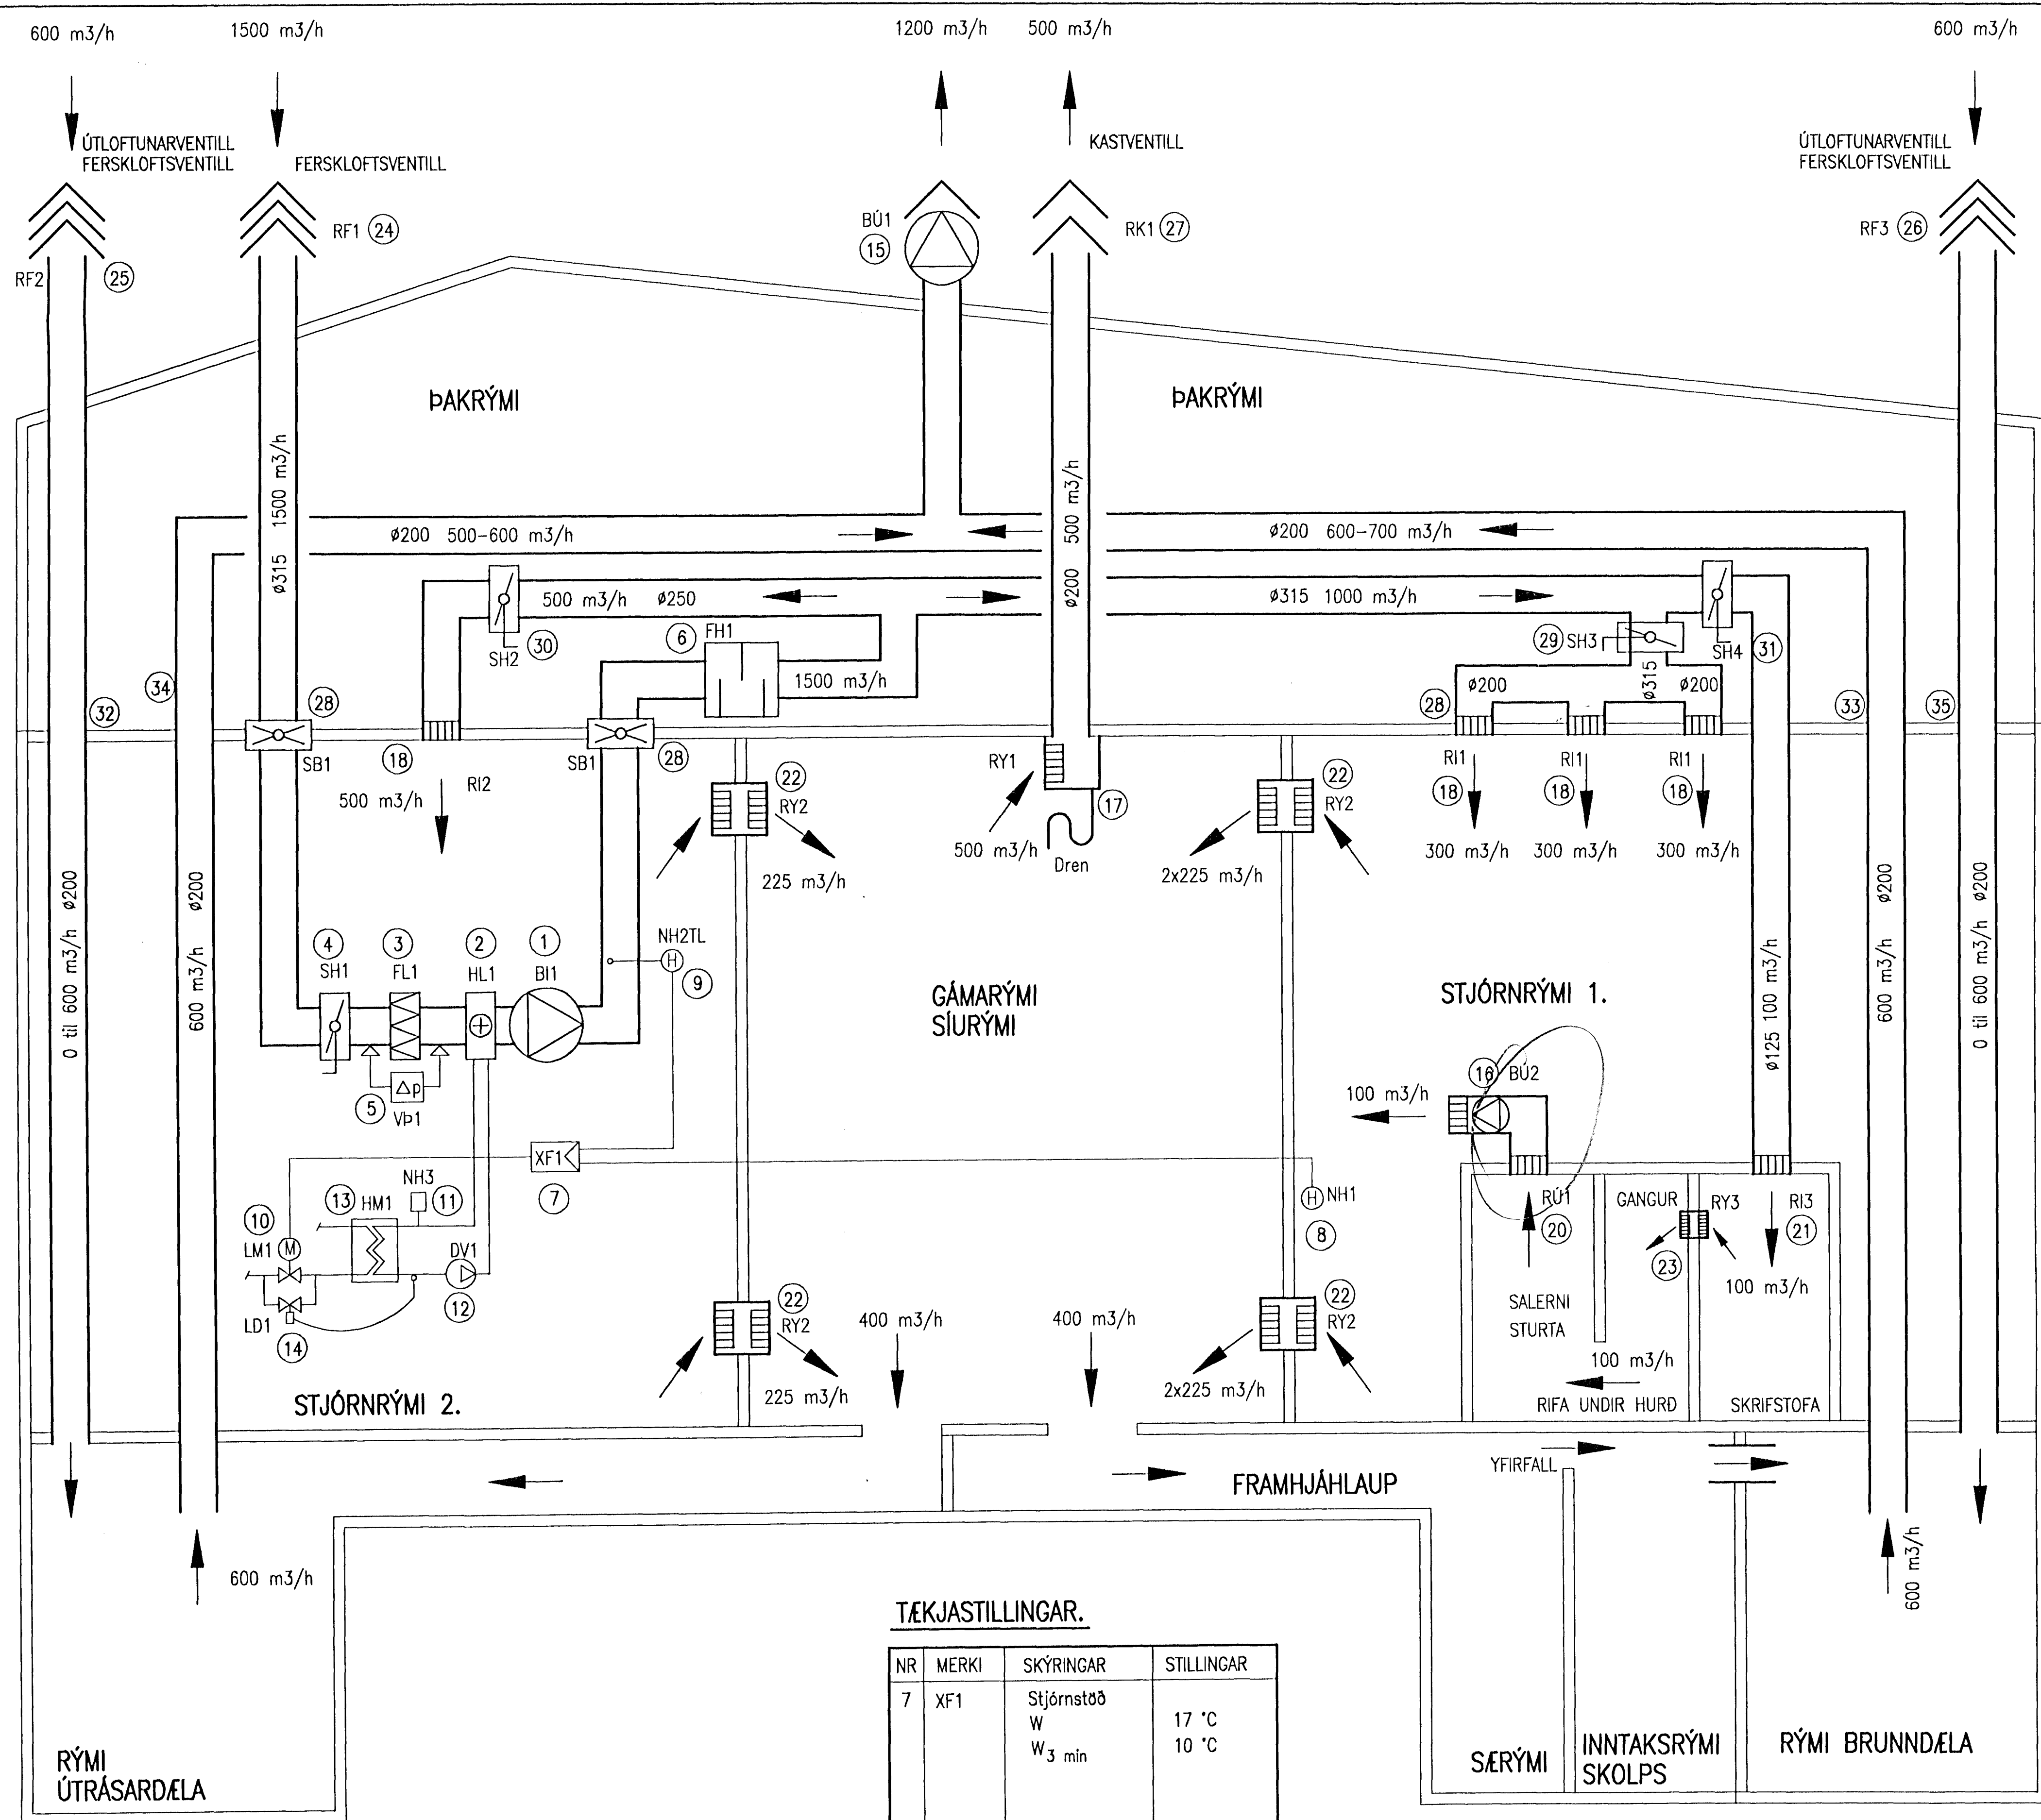 600 m3/h
1500 m3/h
1200 m3/h
500 m3/h
600 m3/h
ÚTLOFTUNARVENTILL
FERSKLOFTSVENTILL
FERSKLOFTSVENTILL
KASTVENTILL
ÚTLOFTUNARVENTILL
FERSKLOFTSVENTILL
RF2
25
RF1
24
BÚ1
15
RK1
27
RF3
26
ÞAKRÝMI
ÞAKRÝMI
ø315 1500 m3/h
ø200 500 m3/h
ø200 500-600 m3/h
ø200 600-700 m3/h
500 m3/h ø250
ø315 1000 m3/h
SH2
30
6
FH1
1500 m3/h
29
SH3
SH4
31
ø315
ø200
ø200
34
32
28
SB1
18
RI2
500 m3/h
SB1
28
22
RY2
225 m3/h
RY1
17
500 m3/h
Dren
22
RY2
2x225 m3/h
28
RI1
RI1
RI1
18
18
18
300 m3/h
300 m3/h
300 m3/h
33
35
0 til 600 m3/h ø200
600 m3/h ø200
4
SH1
3
FL1
2
HL1
1
BI1
NH2TL
H
9
Δp
5
VÞ1
GÁMARÝMI
SÍURÝMI
STJÓRNRÝMI 1.
ø125 100 m3/h
600 m3/h ø200
0 til 600 m3/h ø200
16
BÚ2
100 m3/h
XF1
7
H
NH1
8
13
HM1
NH3
11
10
LM1
M
DV1
12
LD1
14
RÚ1
20
GANGUR
RY3
23
RI3
21
100 m3/h
SALERNI
STURTA
100 m3/h
RIFA UNDIR HURÐ
SKRIFSTOFA
22
RY2
225 m3/h
400 m3/h
400 m3/h
22
RY2
2x225 m3/h
STJÓRNRÝMI 2.
YFIRFALL
FRAMHJÁHLAUP
600 m3/h
600 m3/h
TÆKJASTILLINGAR.
NR MERKI SKÝRINGAR STILLINGAR
7 XF1 Stjórnstöð
W 17 °C
W3 min 10 °C
RÝMI
ÚTRÁSARDÆLA
SÆRÝMI
INNTAKSRÝMI
SKOLPS
RÝMI BRUNNDÆLA